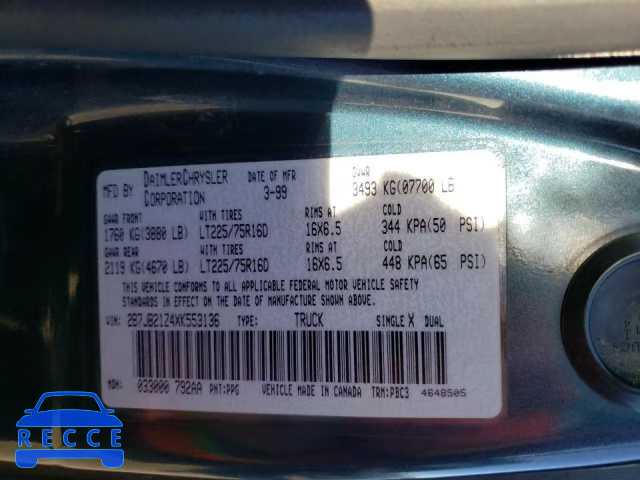 MFD BY DAIMLERCHRYSLER CORPORATION DATE OF MFR 3-99 GVWR 3493 KG(07700 LB
GAWR FRONT WITH TIRES RIMS AT COLD
1760 KG(3880 LB) LT225/75R16D 16X6.5 344 KPA(50 PSI)
GAWR REAR WITH TIRES RIMS AT COLD
2119 KG(4670 LB) LT225/75R16D 16X6.5 448 KPA(65 PSI)
THIS VEHICLE CONFORMS TO ALL APPLICABLE FEDERAL MOTOR VEHICLE SAFETY
STANDARDS IN EFFECT ON THE DATE OF MANUFACTURE SHOWN ABOVE.
VIN: 2B7JB21Z4XK553136 TYPE: TRUCK SINGLE X DUAL
MDH: 033000 792AA PNT:PPG VEHICLE MADE IN CANADA TRM:PBC3 4648505
RECCE